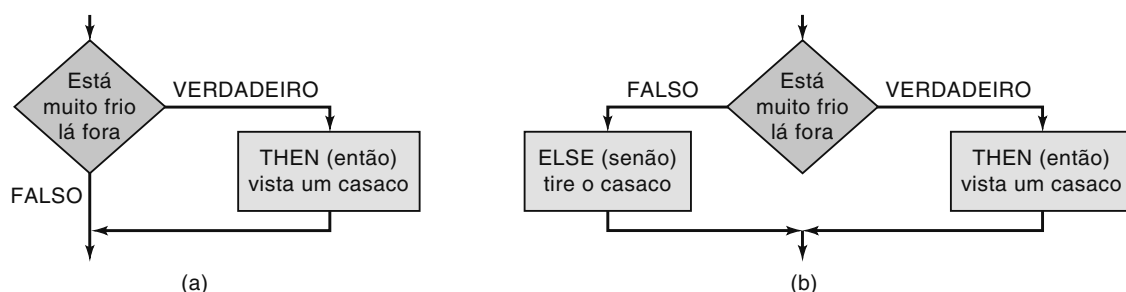 Está
muito frio
lá fora
VERDADEIRO
THEN (então)
vista um casaco
FALSO
(a)
FALSO
Está
muito frio
lá fora
VERDADEIRO
ELSE (senão)
tire o casaco
THEN (então)
vista um casaco
(b)